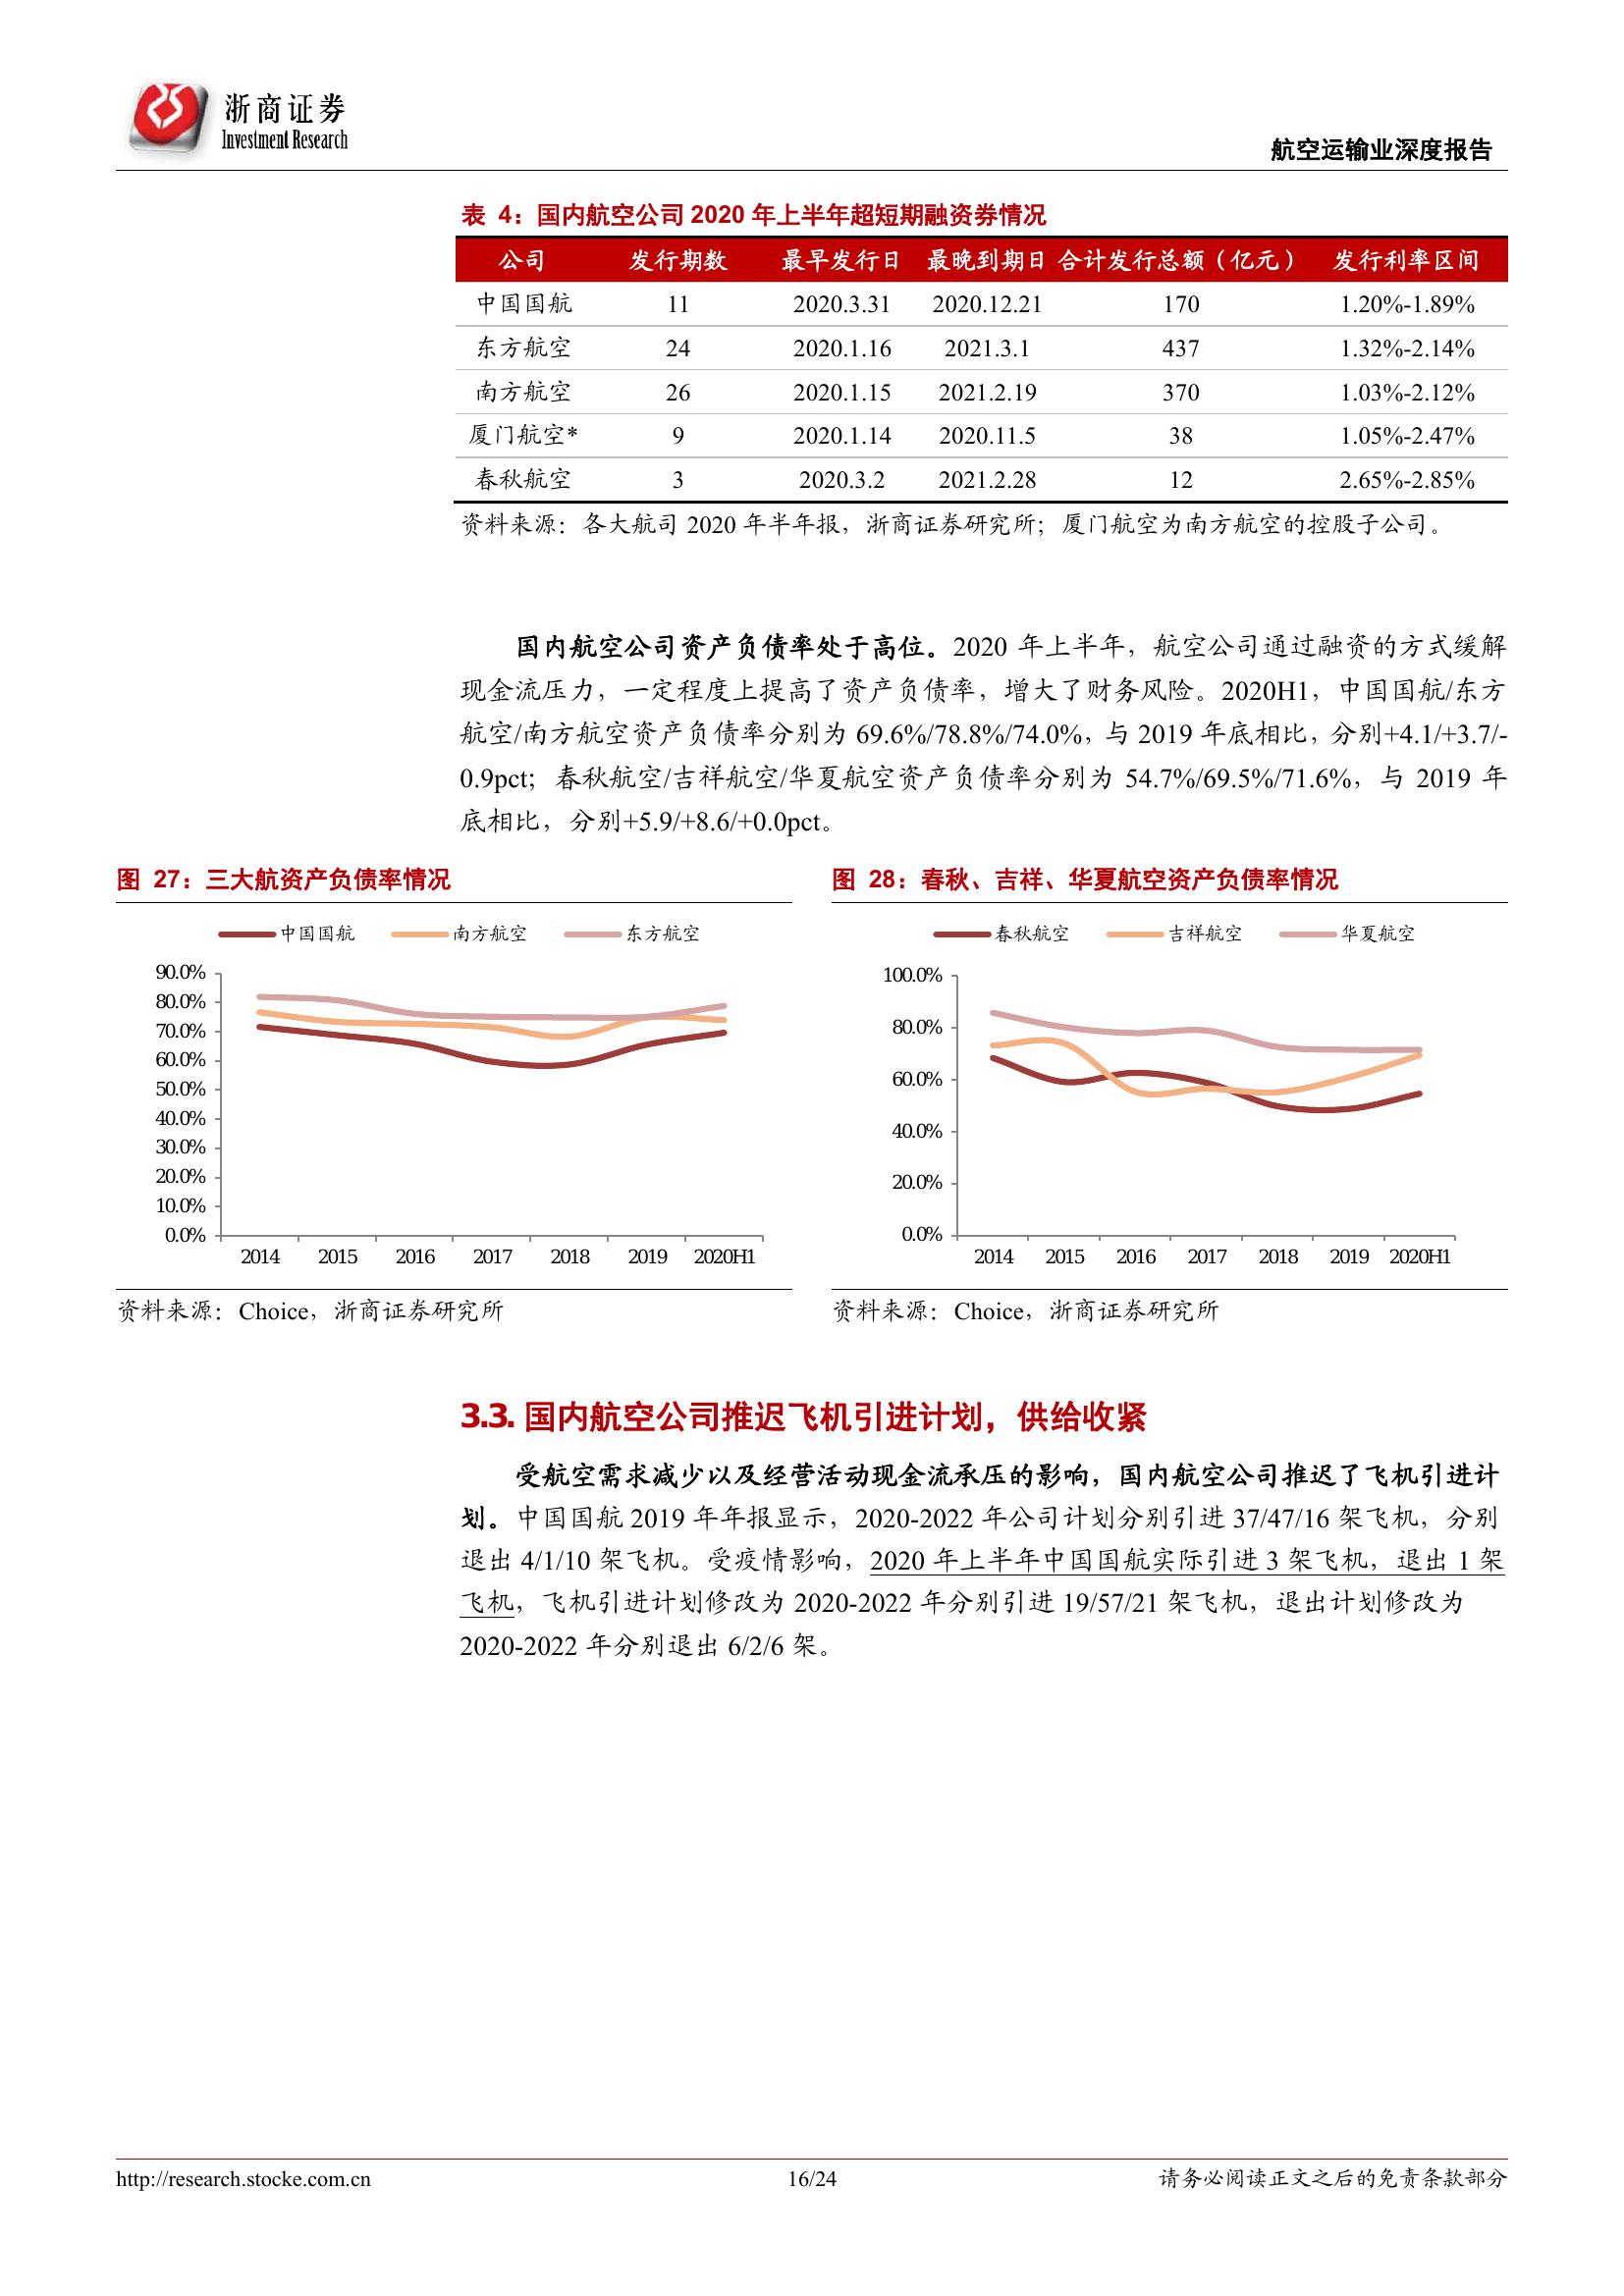 浙商证券
Investment Research
航空运输业深度报告
表 4：国内航空公司 2020 年上半年超短期融资券情况
公司 发行期数 最早发行日 最晚到期日 合计发行总额（亿元） 发行利率区间
中国国航 11 2020.3.31 2020.12.21 170 1.20%-1.89%
东方航空 24 2020.1.16 2021.3.1 437 1.32%-2.14%
南方航空 26 2020.1.15 2021.2.19 370 1.03%-2.12%
厦门航空* 9 2020.1.14 2020.11.5 38 1.05%-2.47%
春秋航空 3 2020.3.2 2021.2.28 12 2.65%-2.85%
资料来源：各大航司 2020 年半年报，浙商证券研究所；厦门航空为南方航空的控股子公司。
国内航空公司资产负债率处于高位。2020 年上半年，航空公司通过融资的方式缓解
现金流压力，一定程度上提高了资产负债率，增大了财务风险。2020H1，中国国航/东方
航空/南方航空资产负债率分别为 69.6%/78.8%/74.0%，与 2019 年底相比，分别+4.1/+3.7/-
0.9pct；春秋航空/吉祥航空/华夏航空资产负债率分别为 54.7%/69.5%/71.6%，与 2019 年
底相比，分别+5.9/+8.6/+0.0pct。
图 27：三大航资产负债率情况
中国国航 南方航空 东方航空
90.0%
80.0%
70.0%
60.0%
50.0%
40.0%
30.0%
20.0%
10.0%
0.0%
2014 2015 2016 2017 2018 2019 2020H1
资料来源：Choice，浙商证券研究所
图 28：春秋、吉祥、华夏航空资产负债率情况
春秋航空 吉祥航空 华夏航空
100.0%
80.0%
60.0%
40.0%
20.0%
0.0%
2014 2015 2016 2017 2018 2019 2020H1
资料来源：Choice，浙商证券研究所
3.3. 国内航空公司推迟飞机引进计划，供给收紧
受航空需求减少以及经营活动现金流承压的影响，国内航空公司推迟了飞机引进计
划。中国国航 2019 年年报显示，2020-2022 年公司计划分别引进 37/47/16 架飞机，分别
退出 4/1/10 架飞机。受疫情影响，2020 年上半年中国国航实际引进 3 架飞机，退出 1 架
飞机，飞机引进计划修改为 2020-2022 年分别引进 19/57/21 架飞机，退出计划修改为
2020-2022 年分别退出 6/2/6 架。
http://research.stocke.com.cn 16/24 请务必阅读正文之后的免责条款部分